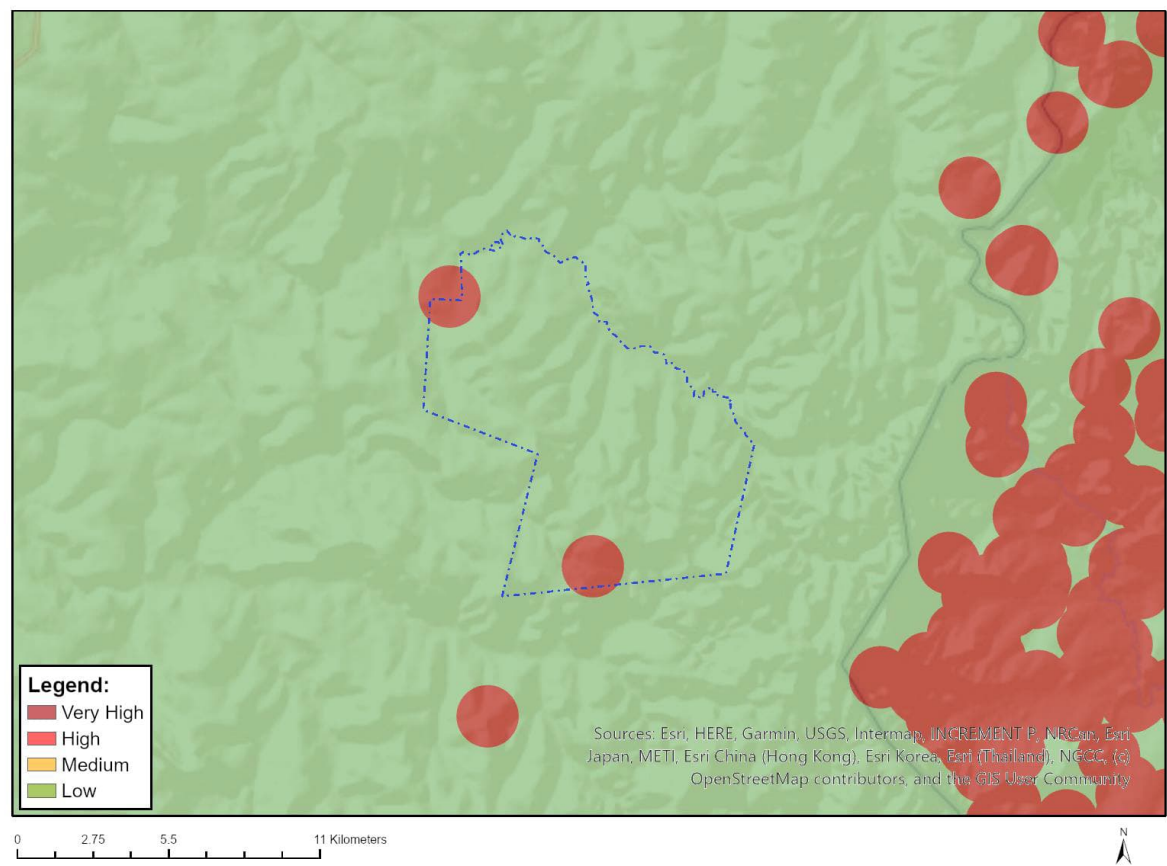 Legend:
Very High
High
Medium
Low
Sources: Esri, HERE, Garmin, USGS, Intermap, INCREMENT P, NRCan, Esri
Japan, METI, Esri China (Hong Kong), Esri Korea, Esri (Thailand), NGCC, (c)
OpenStreetMap contributors, and the GIS User Community
0 2.75 5.5 11 Kilometers
N